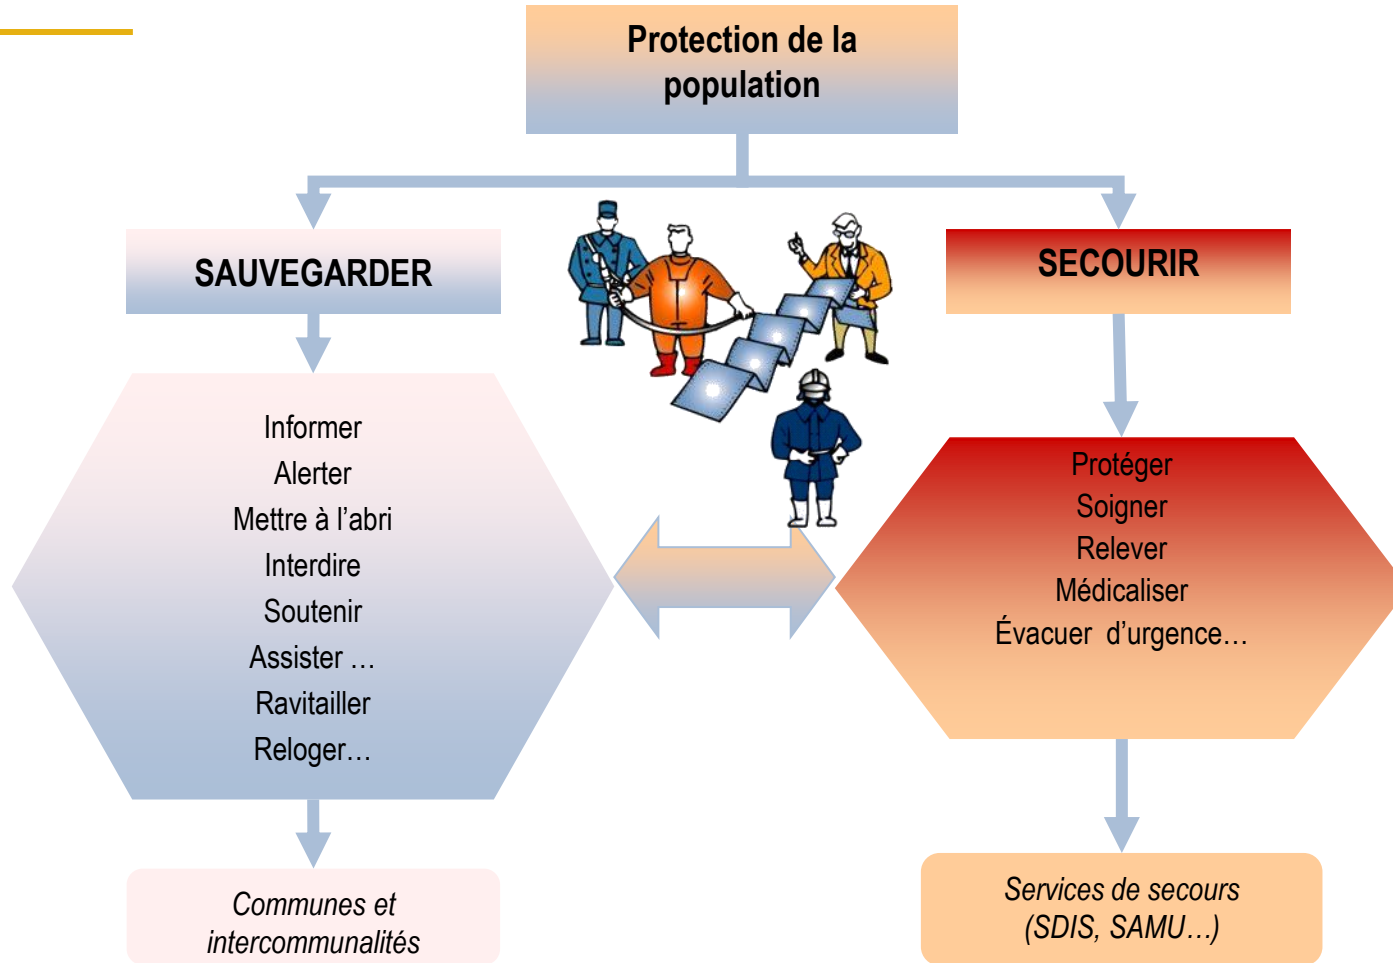 Protection de la
population
SAUVEGARDER
SECOURIR
Informer
Alerter
Mettre à l’abri
Interdire
Soutenir
Assister …
Ravitailler
Reloger…
Protéger
Soigner
Relever
Médicaliser
Évacuer  d’urgence…
Communes et
intercommunalités
Services de secours
(SDIS, SAMU…)